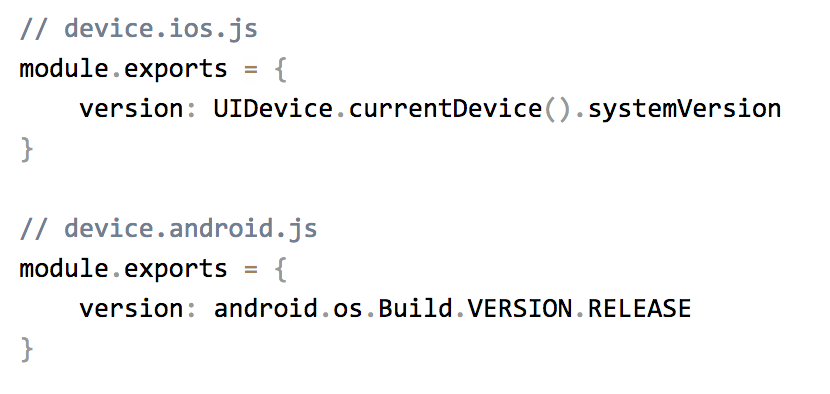 // device.ios.js
module.exports = {
    version: UIDevice.currentDevice().systemVersion
}
// device.android.js
module.exports = {
    version: android.os.Build.VERSION.RELEASE
}